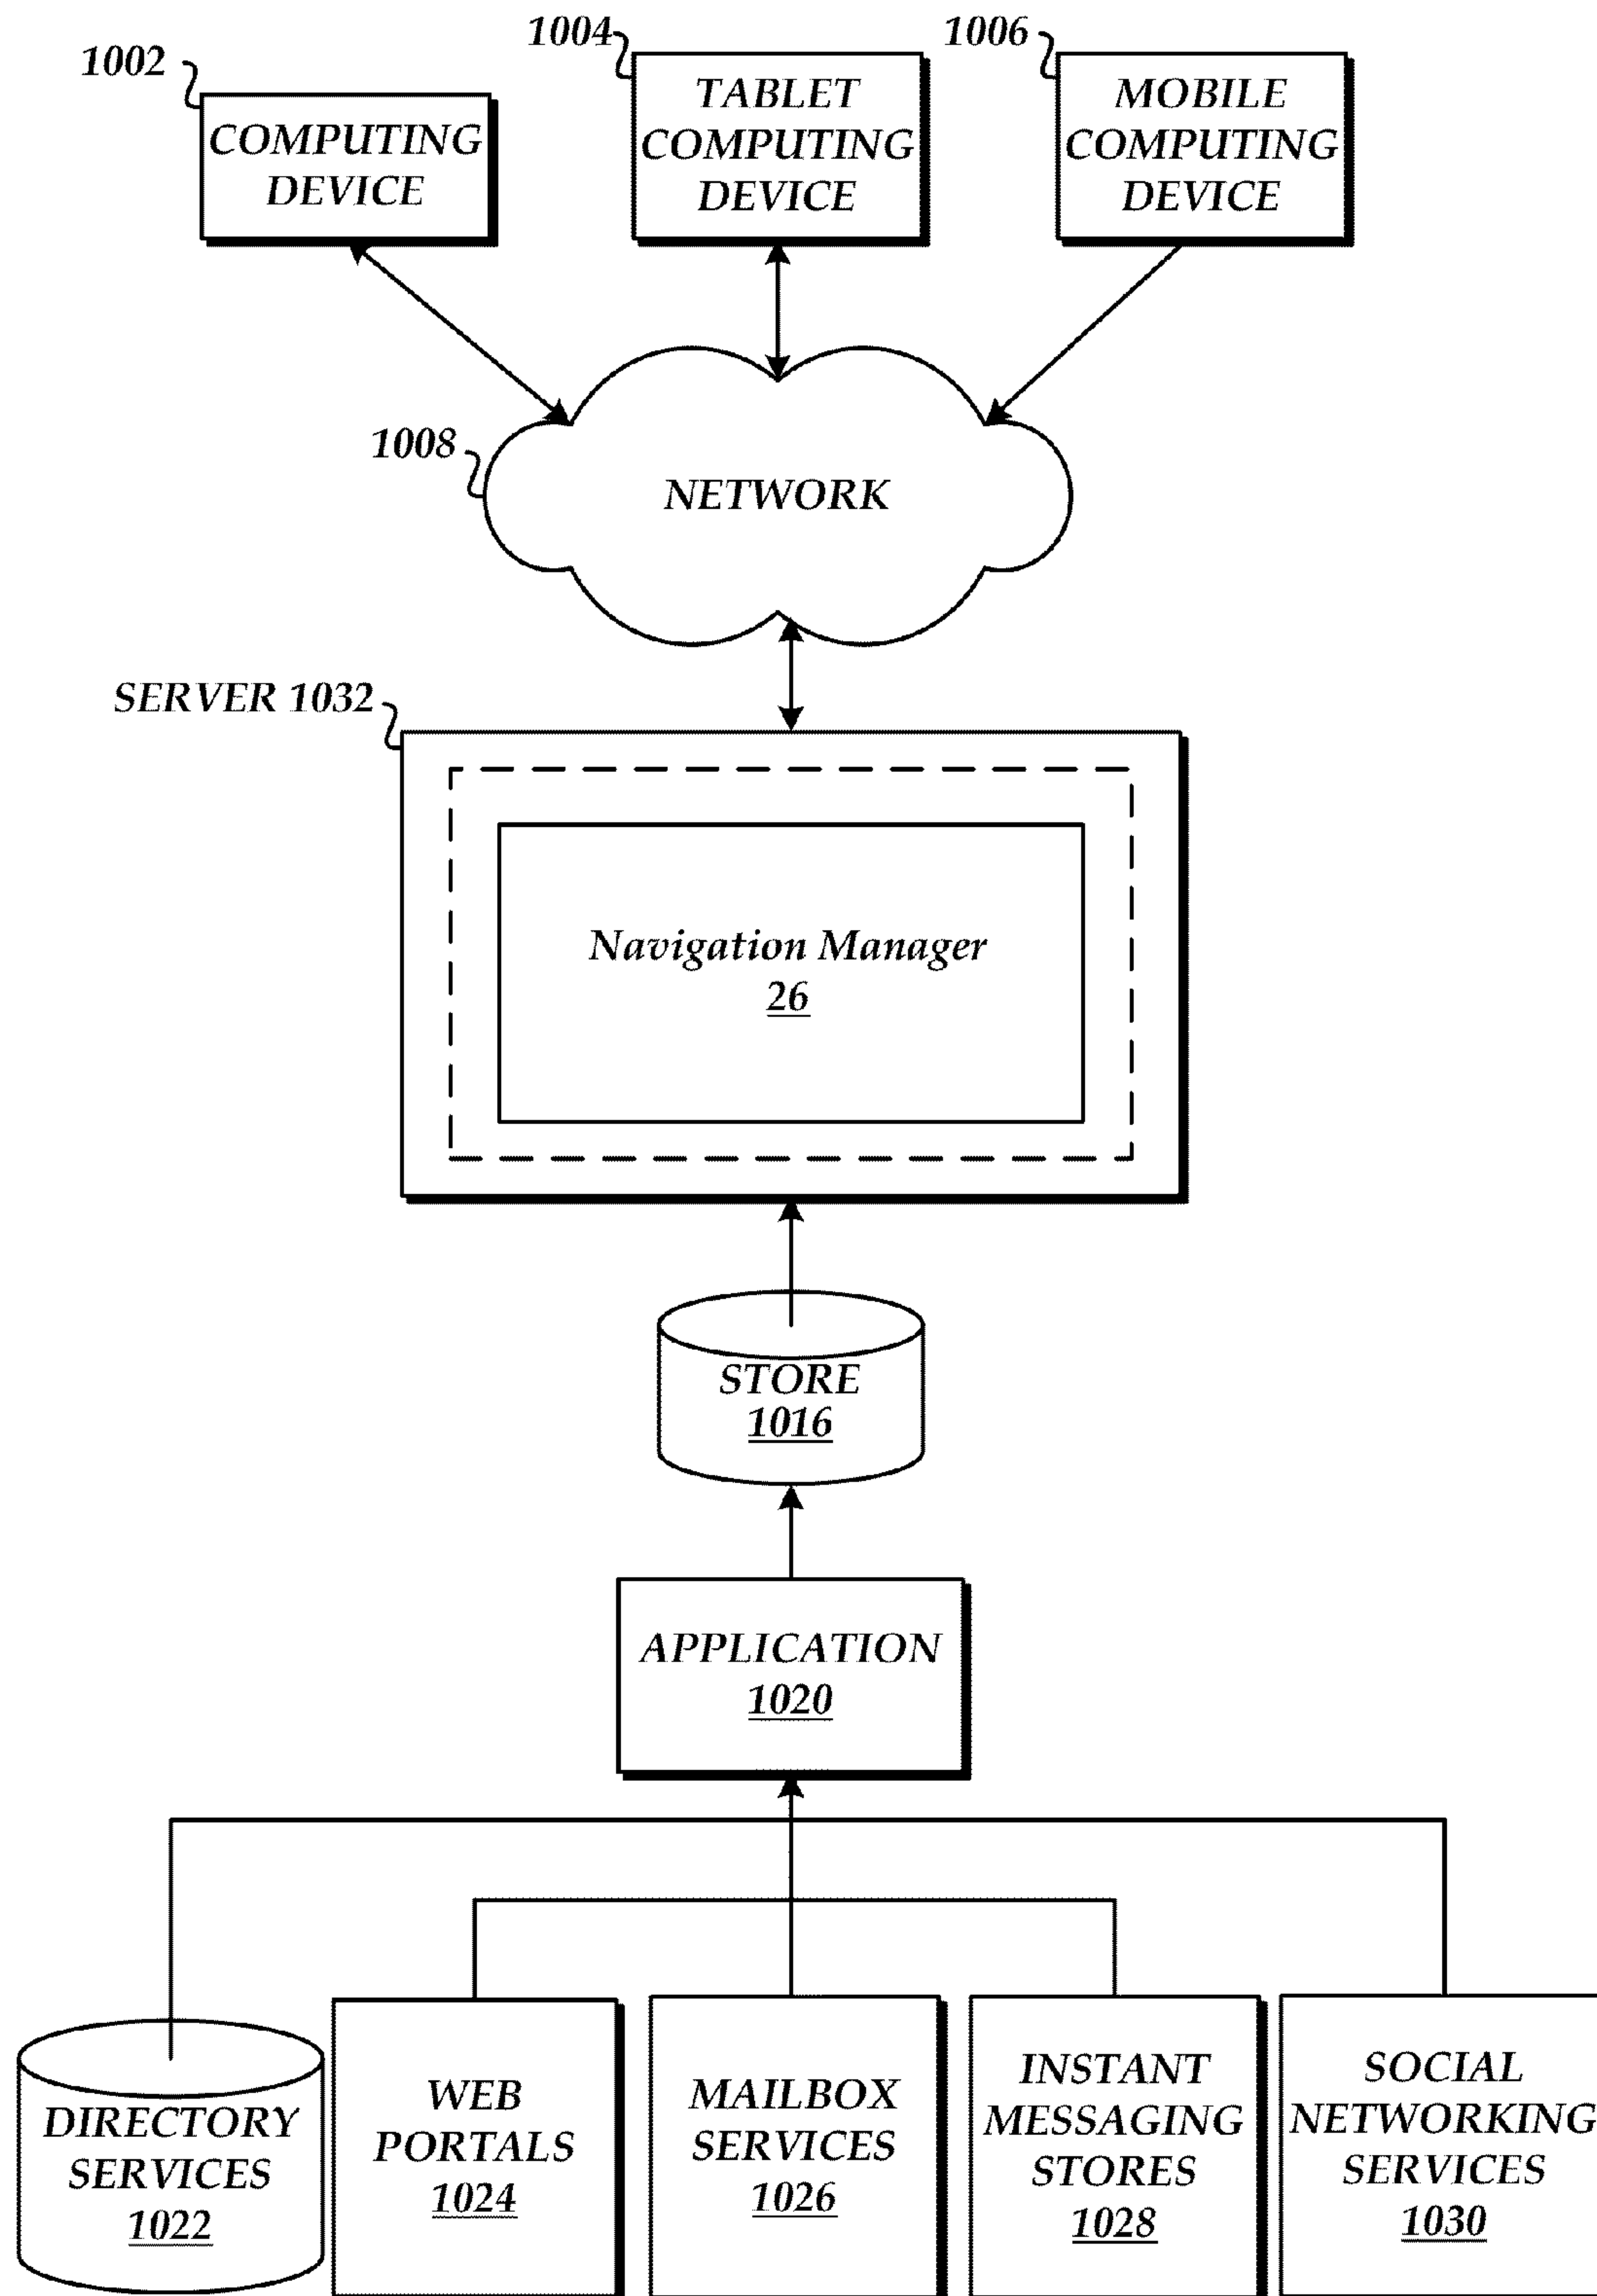 1002
COMPUTING
DEVICE
1004
TABLET
COMPUTING
DEVICE
1006
MOBILE
COMPUTING
DEVICE
1008
NETWORK
SERVER 1032
Navigation Manager
26
STORE
1016
APPLICATION
1020
DIRECTORY
SERVICES
1022
WEB
PORTALS
1024
MAILBOX
SERVICES
1026
INSTANT
MESSAGING
STORES
1028
SOCIAL
NETWORKING
SERVICES
1030